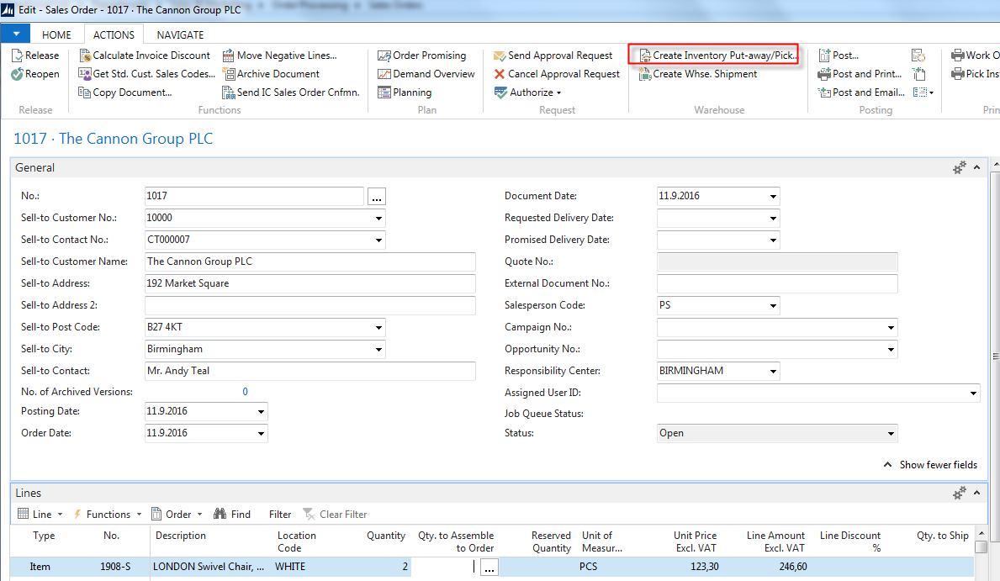 Edit - Sales Order - 1017 · The Cannon Group PLC
HOME ACTIONS NAVIGATE
Release Calculate Invoice Discount Move Negative Lines... Order Promising Send Approval Request Create Inventory Put-away/Pick... Post... Work O
Reopen Get Std. Cust. Sales Codes... Archive Document Demand Overview Cancel Approval Request Create Whse. Shipment Post and Print... Pick Ins
Copy Document... Send IC Sales Order Cnfmn. Planning Authorize Post and Email...
Release Functions Plan Request Warehouse Posting Prin
1017 · The Cannon Group PLC
General
No.: 1017 ... Document Date: 11.9.2016
Sell-to Customer No.: 10000 Requested Delivery Date:
Sell-to Contact No.: CT000007 Promised Delivery Date:
Sell-to Customer Name: The Cannon Group PLC Quote No.:
Sell-to Address: 192 Market Square External Document No.:
Sell-to Address 2: Salesperson Code: PS
Sell-to Post Code: B27 4KT Campaign No.:
Sell-to City: Birmingham Opportunity No.:
Sell-to Contact: Mr. Andy Teal Responsibility Center: BIRMINGHAM
No. of Archived Versions: 0 Assigned User ID:
Posting Date: 11.9.2016 Job Queue Status:
Order Date: 11.9.2016 Status: Open
Show fewer fields
Lines
Line Functions Order Find Filter Clear Filter
Type No. Description Location Code Quantity Qty. to Assemble to Order Reserved Quantity Unit of Measur... Unit Price Excl. VAT Line Amount Excl. VAT Line Discount % Qty. to Ship
Item 1908-S LONDON Swivel Chair, ... WHITE 2 ... PCS 123,30 246,60